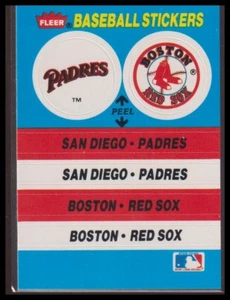 FLEER BASEBALL STICKERS
PADRES
TM
BOSTON
RED SOX
PEEL
SAN DIEGO • PADRES
SAN DIEGO • PADRES
BOSTON • RED SOX
BOSTON • RED SOX